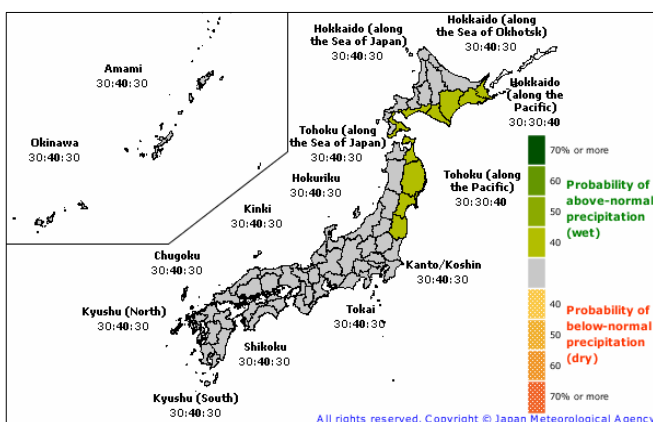 Hokkaido (along
the Sea of Japan)
30:40:30
Hokkaido (along
the Sea of Okhotsk)
30:40:30
Hokkaido
(along the
Pacific)
30:30:40
Amami
30:40:30
Okinawa
30:40:30
Tohoku (along
the Sea of Japan)
30:40:30
Hokuriku
30:40:30
Tohoku (along
the Pacific)
30:30:40
Kinki
30:40:30
Chugoku
30:40:30
Kanto/Koshin
30:40:30
Kyushu (North)
30:40:30
Tokai
30:40:30
Shikoku
30:40:30
Kyushu (South)
30:40:30
70% or more
60
50
40
Probability of
above-normal
precipitation
(wet)
40
50
60
70% or more
Probability of
below-normal
precipitation
(dry)
All rights reserved. Copyright © Japan Meteorological Agency